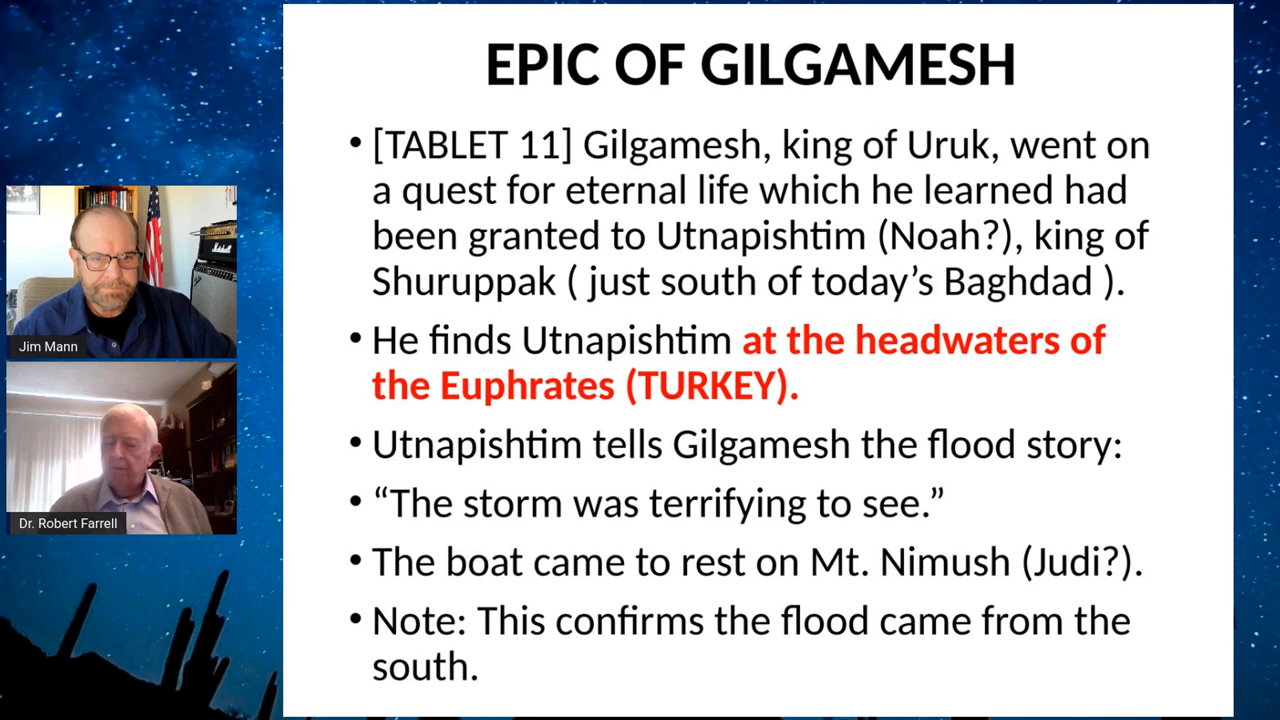 EPIC OF GILGAMESH
• [TABLET 11] Gilgamesh, king of Uruk, went on
a quest for eternal life which he learned had
been granted to Utnapishtim (Noah?), king of
Shuruppak ( just south of today’s Baghdad ).
• He finds Utnapishtim at the headwaters of
the Euphrates (TURKEY).
• Utnapishtim tells Gilgamesh the flood story:
• “The storm was terrifying to see.”
• The boat came to rest on Mt. Nimush (Judi?).
• Note: This confirms the flood came from the
south.
Marshall
Jim Mann
Dr. Robert Farrell